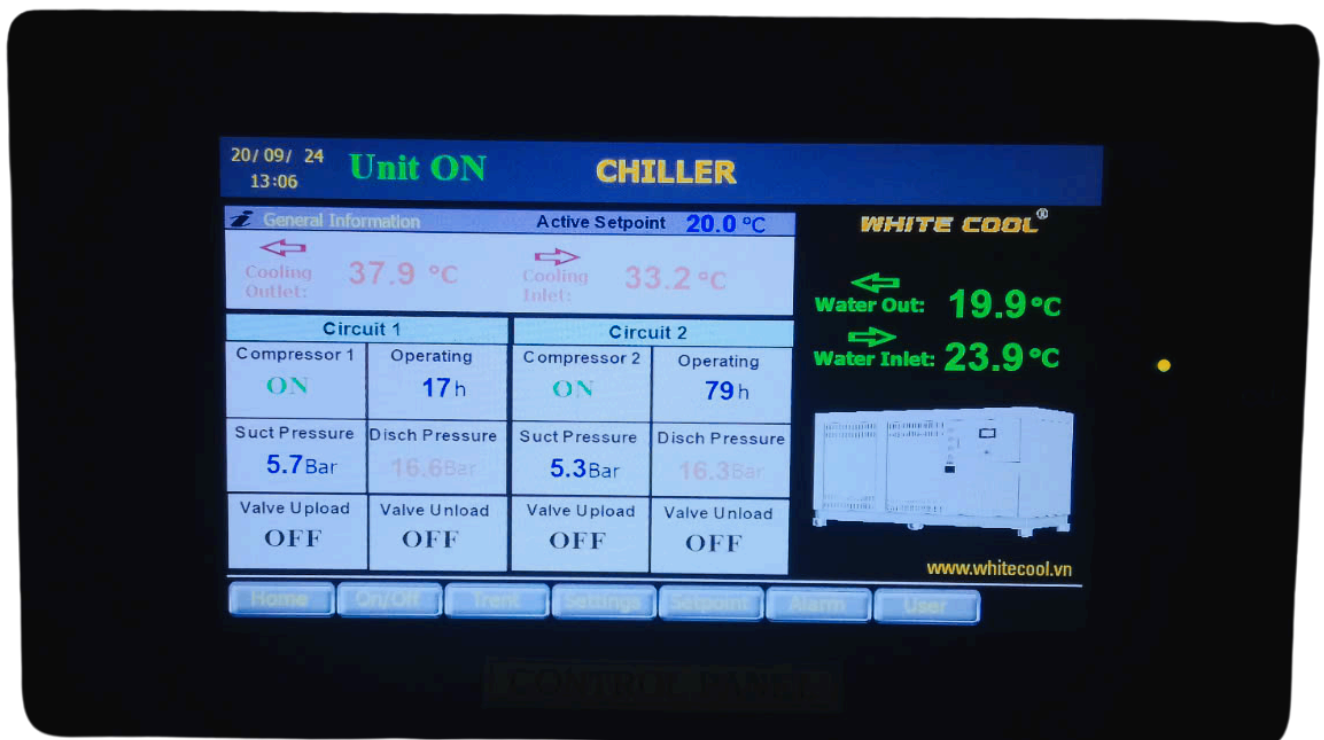 20/ 09/ 24
13:06
Unit ON
CHILLER
i General Information
Active Setpoint 20.0 °C
Cooling Outlet: 37.9 °C
Cooling Inlet: 33.2 °C
WHITE COOL®
Water Out: 19.9 °C
Water Inlet: 23.9 °C
Circuit 1
Circuit 2
Compressor 1
Operating
Compressor 2
Operating
ON
17 h
ON
79 h
Suct Pressure
Disch Pressure
Suct Pressure
Disch Pressure
5.7 Bar
16.6 Bar
5.3 Bar
16.3 Bar
Valve Upload
Valve Unload
Valve Upload
Valve Unload
OFF
OFF
OFF
OFF
www.whitecool.vn
Home
On/Off
Trent
Settings
Setpoint
Alarm
User
CONTROL PANEL